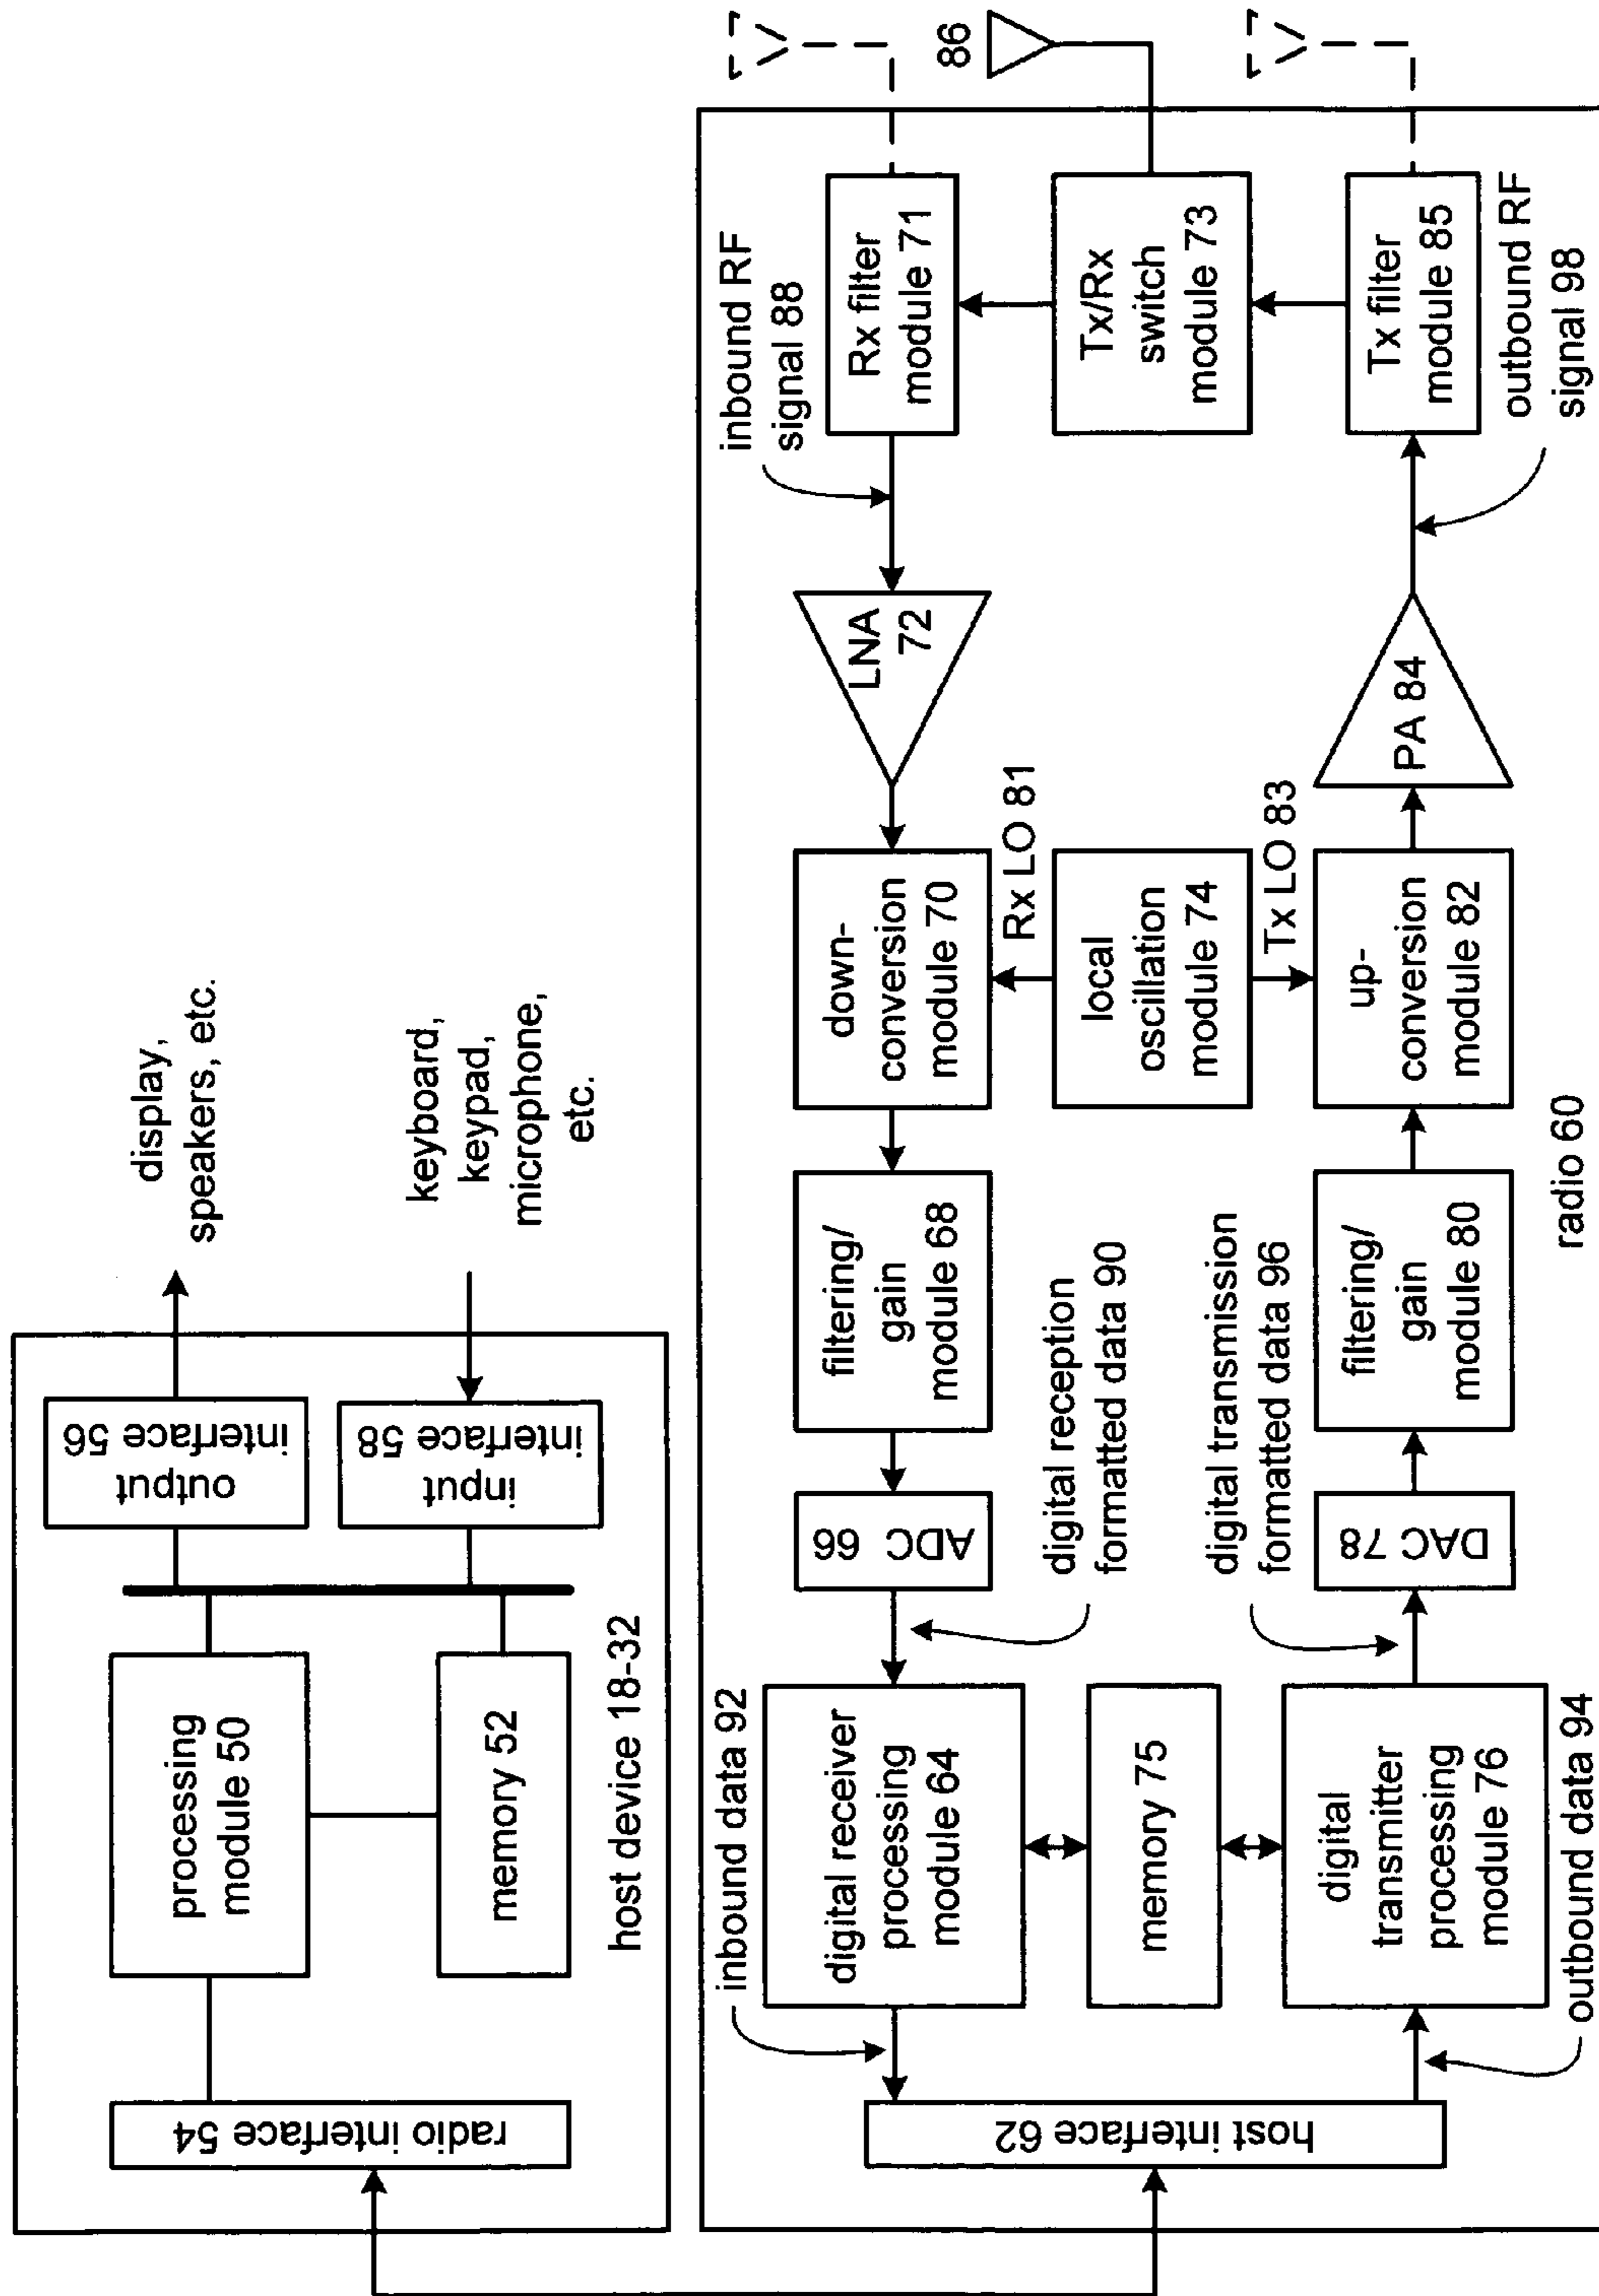 radio interface 54
processing
module 50
memory 52
output
interface 56
input
interface 58
display,
speakers, etc.
keyboard,
keypad,
microphone,
etc.
host device 18-32
host interface 62
inbound data 92
digital receiver
processing
module 64
memory 75
digital
transmitter
processing
module 76
outbound data 94
ADC 66
digital reception
formatted data 90
digital transmission
formatted data 96
DAC 78
filtering/
gain
module 68
filtering/
gain
module 80
down-
conversion
module 70
Rx LO 81
local
oscillation
module 74
Tx LO 83
up-
conversion
module 82
radio 60
LNA
72
PA 84
inbound RF
signal 88
Rx filter
module 71
Tx/Rx
switch
module 73
Tx filter
module 85
outbound RF
signal 98
86